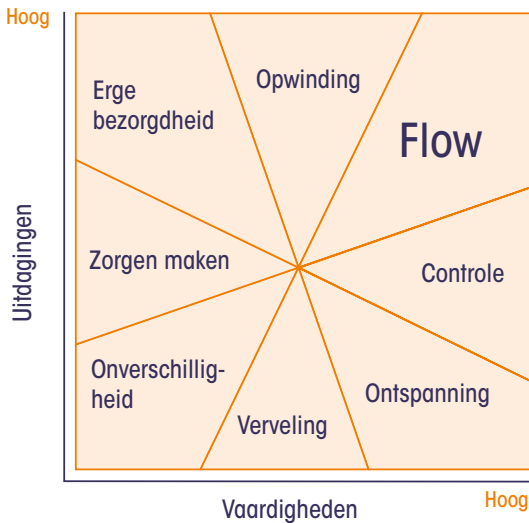 Hoog
Opwinding
Erge
bezorgdheid
Flow
Zorgen maken
Controle
Uitdagingen
Onverschillig-
heid
Ontspanning
Verveling
Vaardigheden
Hoog